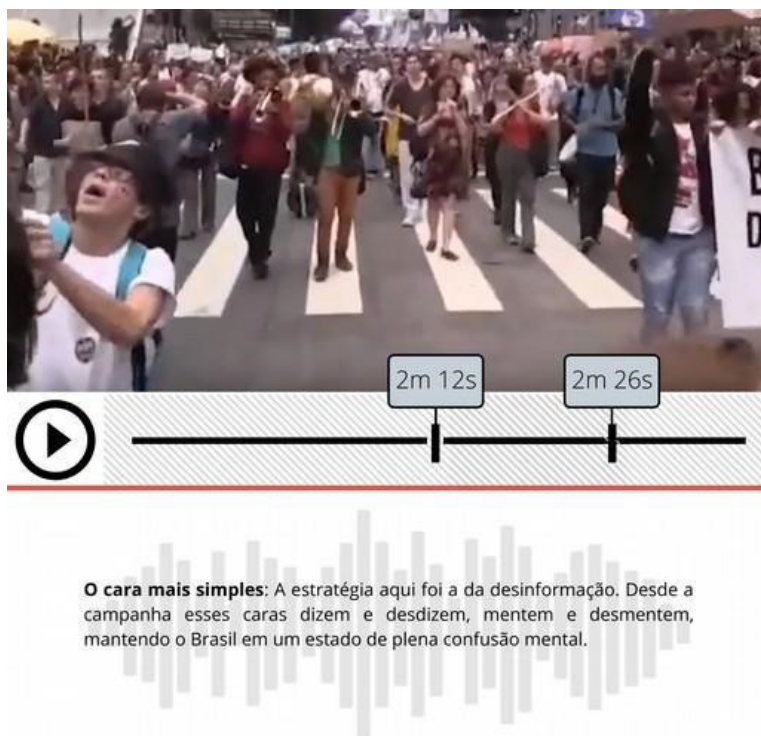 B
D
2m 12s
2m 26s
O cara mais simples: A estratégia aqui foi a da desinformação. Desde a
campanha esses caras dizem e desdizem, mentem e desmentem,
mantendo o Brasil em um estado de plena confusão mental.